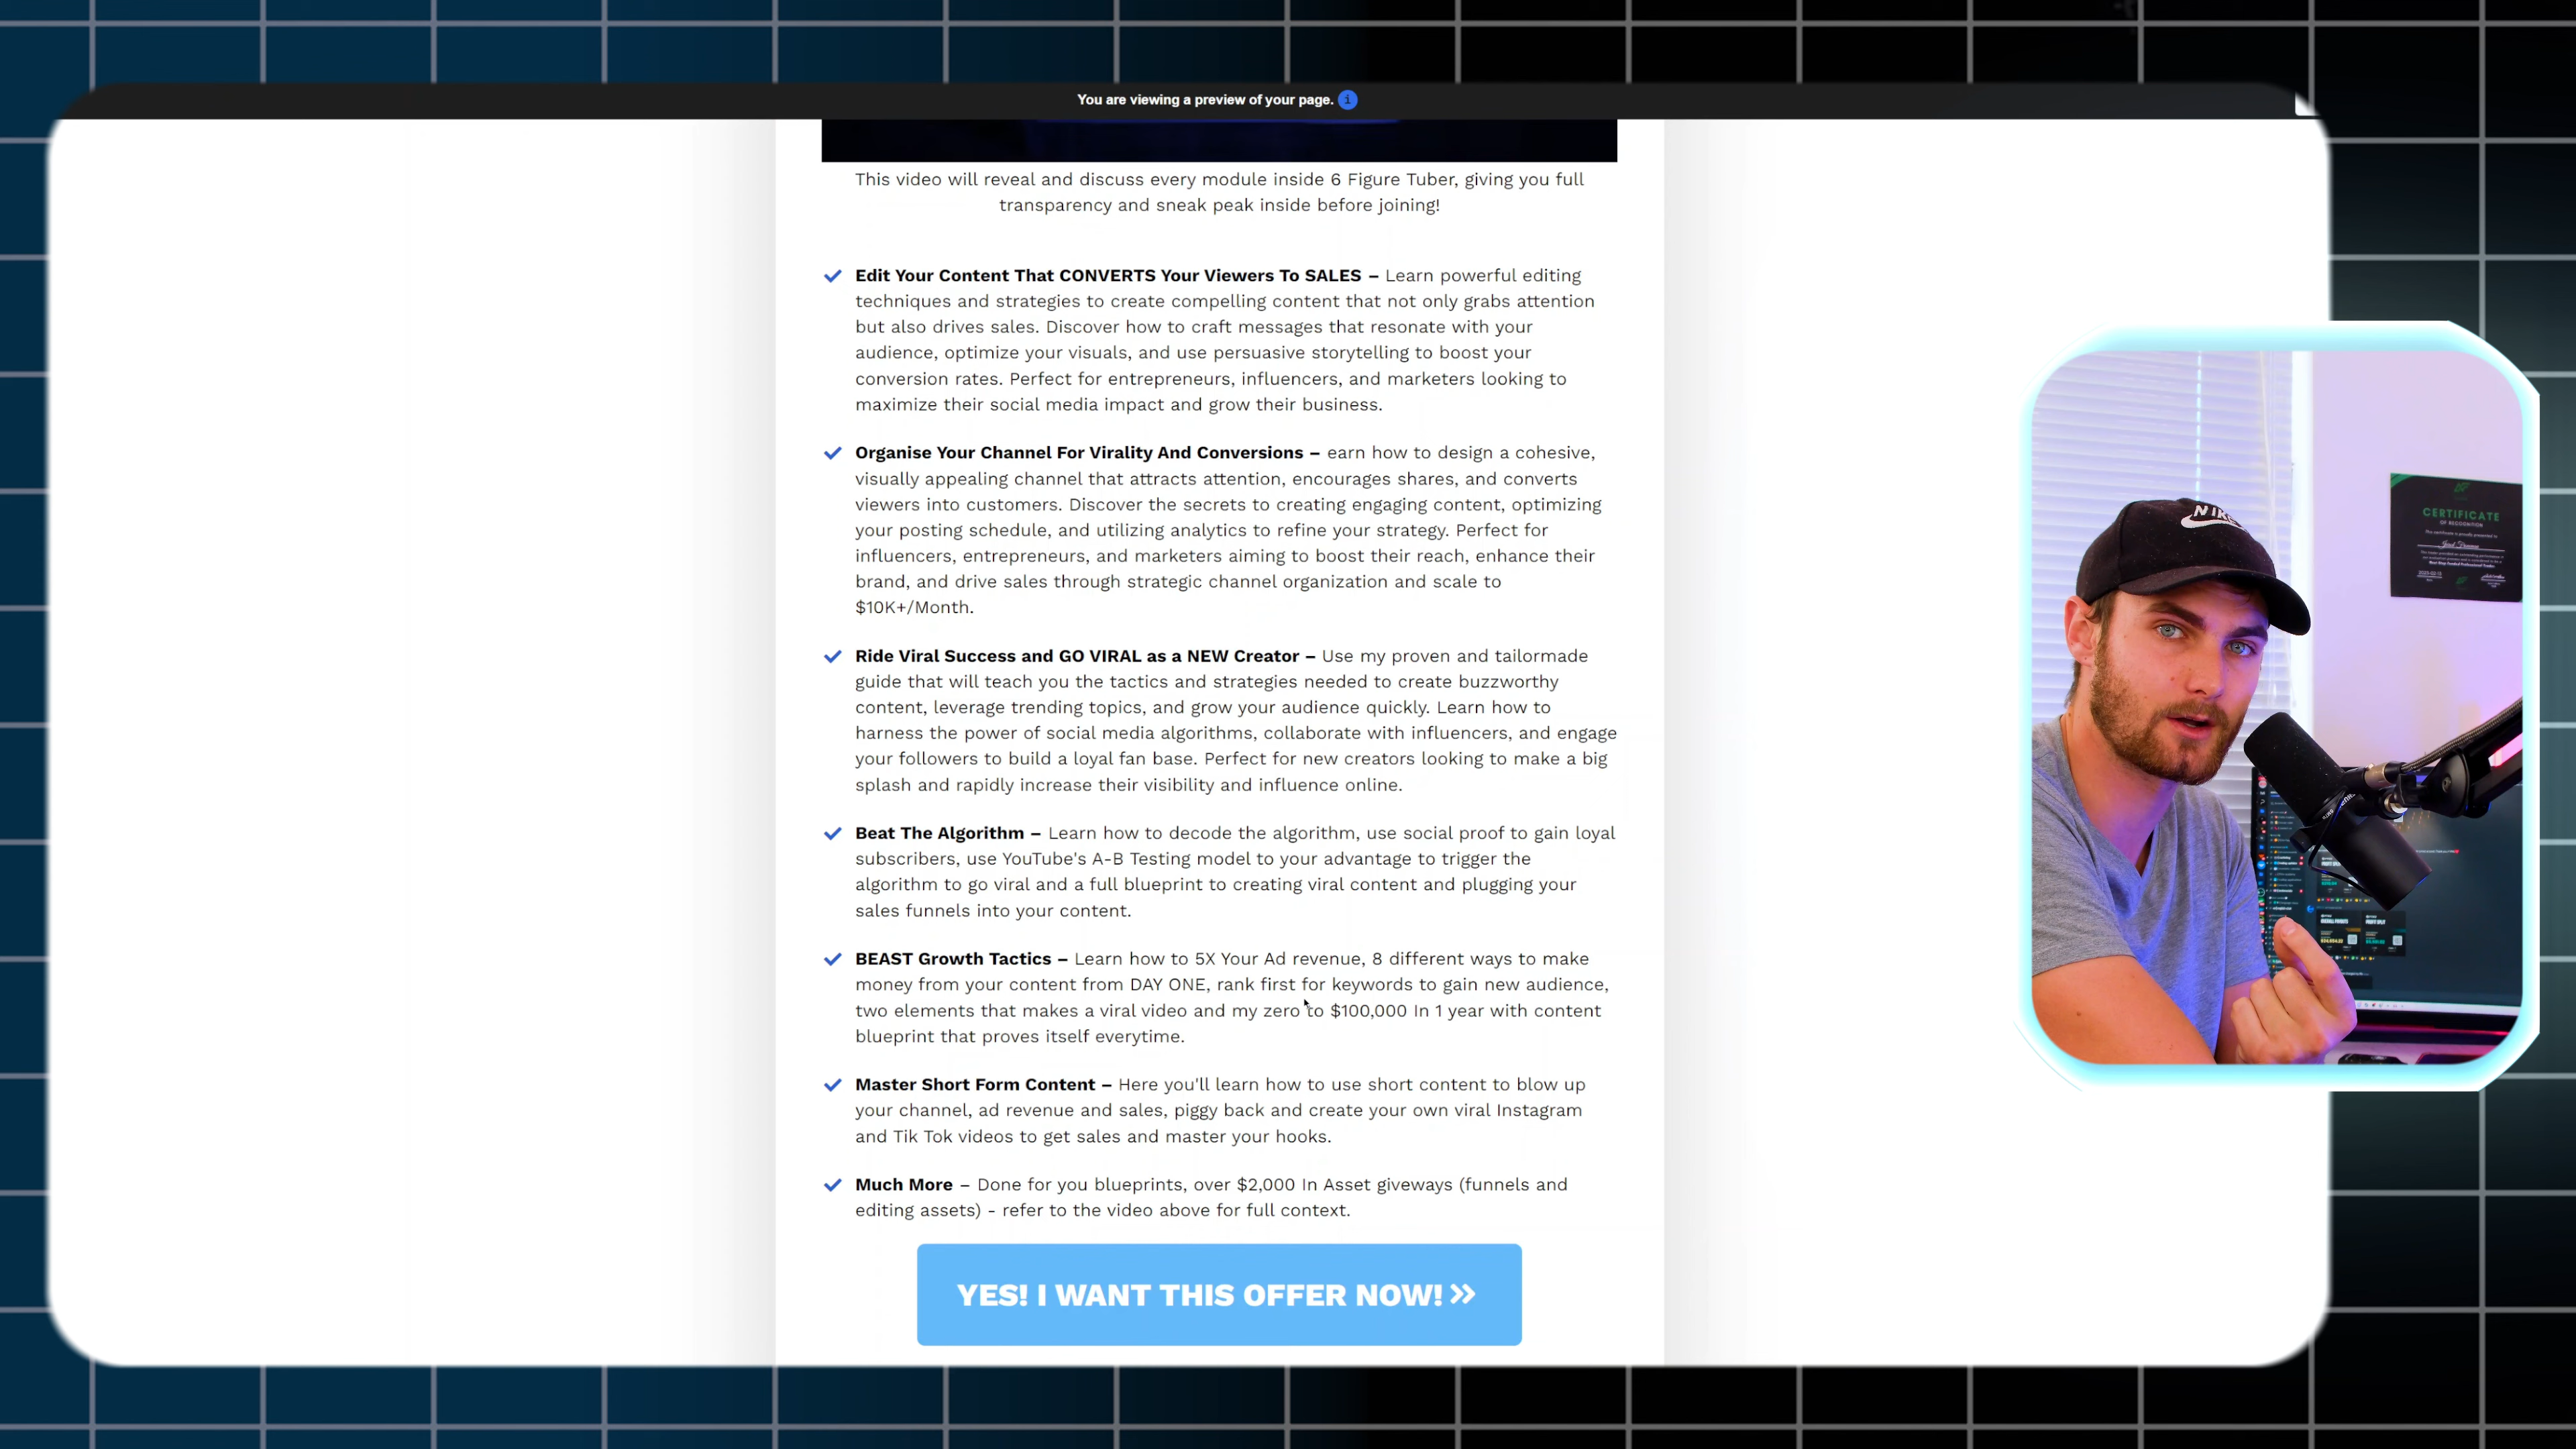 You are viewing a preview of your page.
This video will reveal and discuss every module inside 6 Figure Tuber, giving you full
transparency and sneak peak inside before joining!
Edit Your Content That CONVERTS Your Viewers To SALES – Learn powerful editing
techniques and strategies to create compelling content that not only grabs attention
but also drives sales. Discover how to craft messages that resonate with your
audience, optimize your visuals, and use persuasive storytelling to boost your
conversion rates. Perfect for entrepreneurs, influencers, and marketers looking to
maximize their social media impact and grow their business.
Organise Your Channel For Virality And Conversions – earn how to design a cohesive,
visually appealing channel that attracts attention, encourages shares, and converts
viewers into customers. Discover the secrets to creating engaging content, optimizing
your posting schedule, and utilizing analytics to refine your strategy. Perfect for
influencers, entrepreneurs, and marketers aiming to boost their reach, enhance their
brand, and drive sales through strategic channel organization and scale to
$10K+/Month.
Ride Viral Success and GO VIRAL as a NEW Creator – Use my proven and tailormade
guide that will teach you the tactics and strategies needed to create buzzworthy
content, leverage trending topics, and grow your audience quickly. Learn how to
harness the power of social media algorithms, collaborate with influencers, and engage
your followers to build a loyal fan base. Perfect for new creators looking to make a big
splash and rapidly increase their visibility and influence online.
Beat The Algorithm – Learn how to decode the algorithm, use social proof to gain loyal
subscribers, use YouTube's A-B Testing model to your advantage to trigger the
algorithm to go viral and a full blueprint to creating viral content and plugging your
sales funnels into your content.
BEAST Growth Tactics – Learn how to 5X Your Ad revenue, 8 different ways to make
money from your content from DAY ONE, rank first for keywords to gain new audience,
two elements that makes a viral video and my zero to $100,000 In 1 year with content
blueprint that proves itself everytime.
Master Short Form Content – Here you'll learn how to use short content to blow up
your channel, ad revenue and sales, piggy back and create your own viral Instagram
and Tik Tok videos to get sales and master your hooks.
Much More – Done for you blueprints, over $2,000 In Asset giveways (funnels and
editing assets) - refer to the video above for full context.
YES! I WANT THIS OFFER NOW!
NIKE
CERTIFICATE
OF RECOGNITION